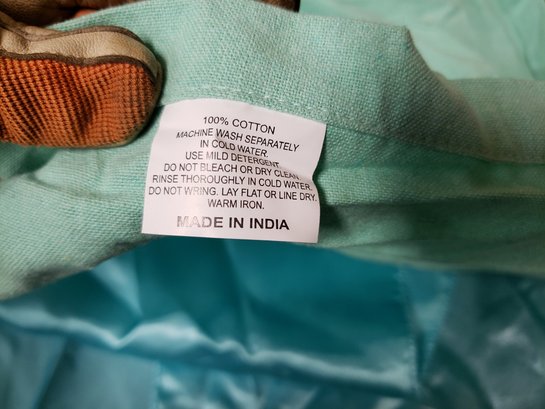 100% COTTON
MACHINE WASH SEPARATELY
IN COLD WATER.
USE MILD DETERGENT
DO NOT BLEACH OR DRY CLEAN
RINSE THOROUGHLY IN COLD WATER
DO NOT WRING. LAY FLAT OR LINE DRY.
WARM IRON.
MADE IN INDIA